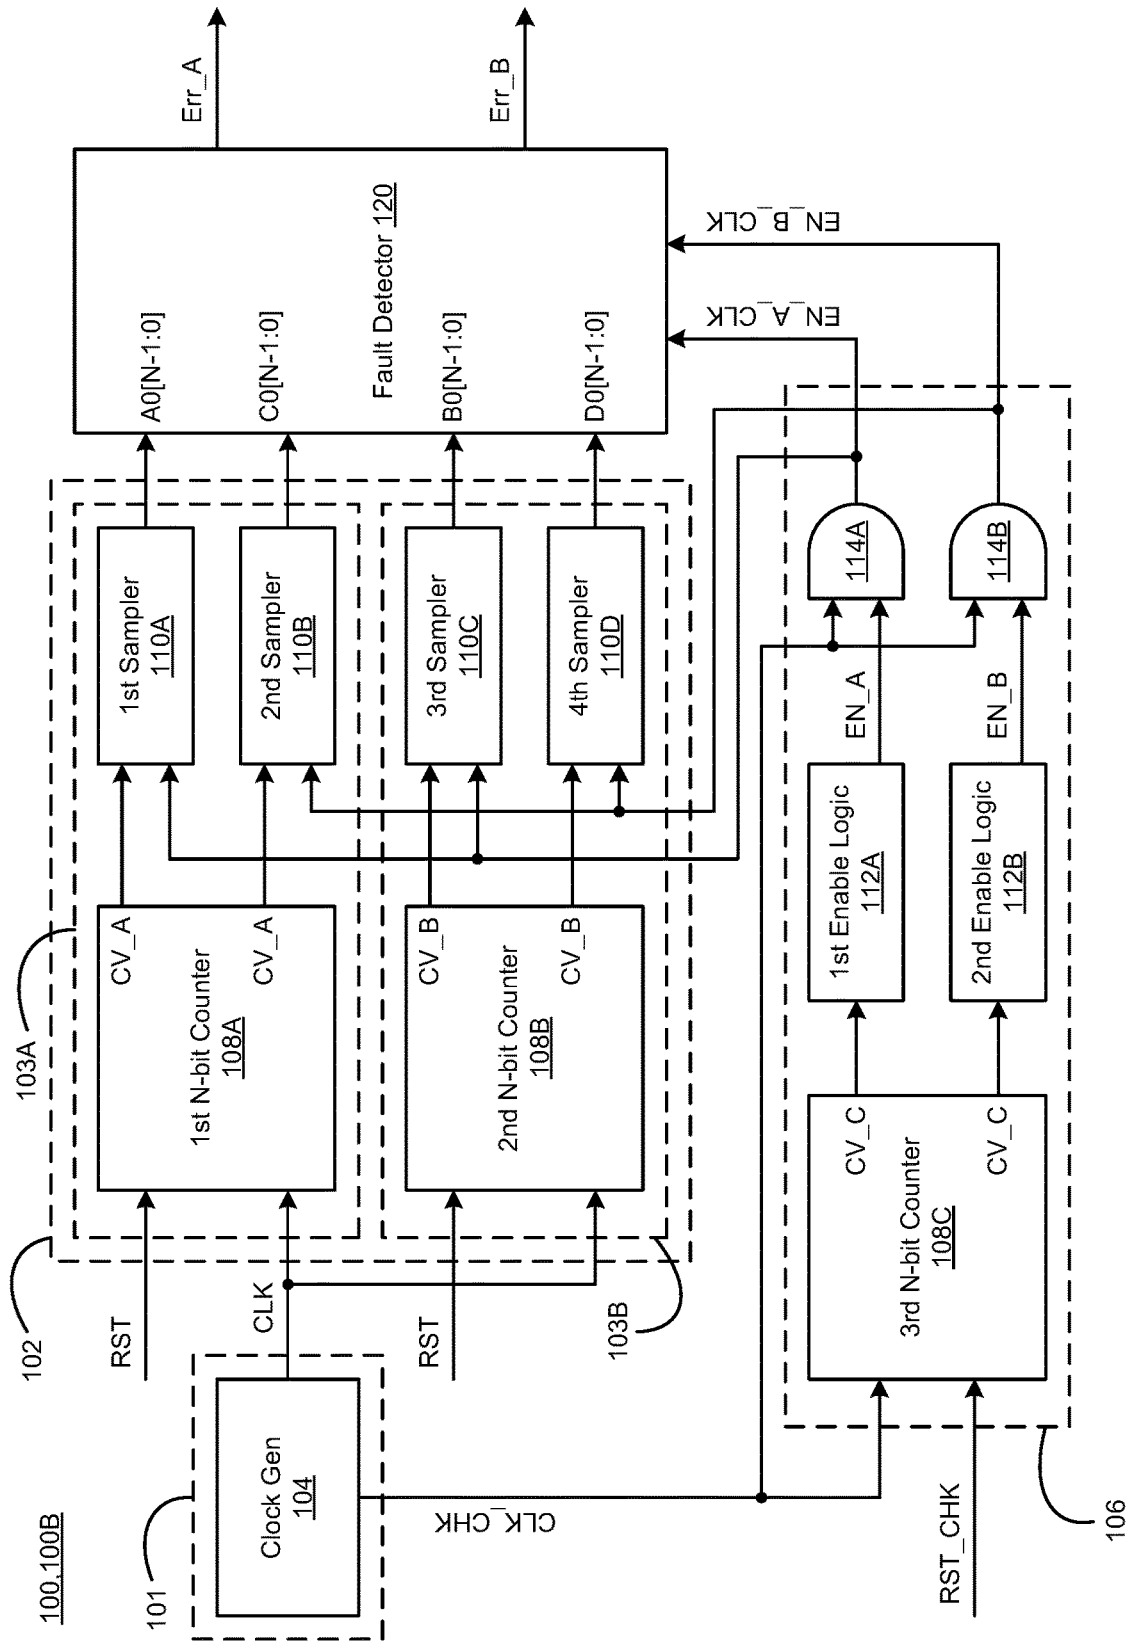 100,100B
101
Clock Gen
104
CLK_CHK
CLK
RST
RST
102
103A
103B
1st N-bit Counter
108A
CV_A
CV_A
2nd N-bit Counter
108B
CV_B
CV_B
1st Sampler
110A
2nd Sampler
110B
3rd Sampler
110C
4th Sampler
110D
A0[N-1:0]
C0[N-1:0]
B0[N-1:0]
D0[N-1:0]
Fault Detector 120
Err_A
Err_B
EN_A_CLK
EN_B_CLK
RST_CHK
106
3rd N-bit Counter
108C
CV_C
CV_C
1st Enable Logic
112A
2nd Enable Logic
112B
EN_A
EN_B
114A
114B